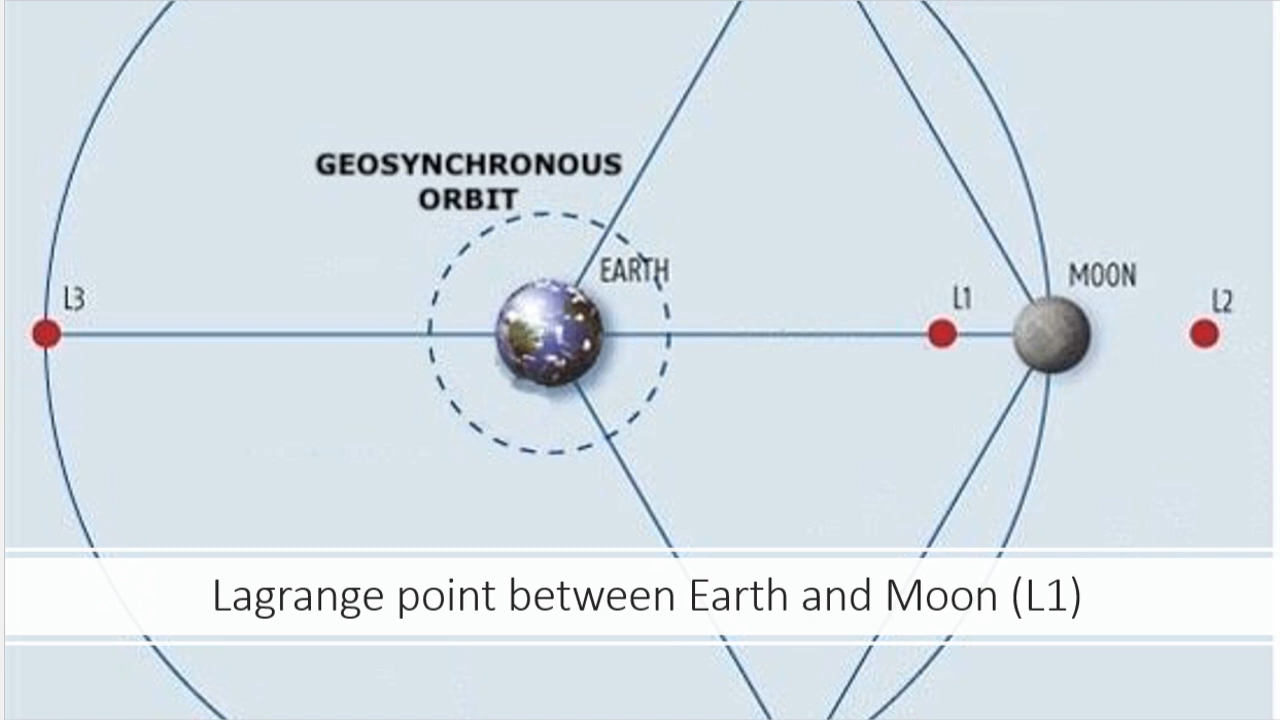 GEOSYNCHRONOUS
ORBIT
EARTH
MOON
L3
L1
L2
Lagrange point between Earth and Moon (L1)